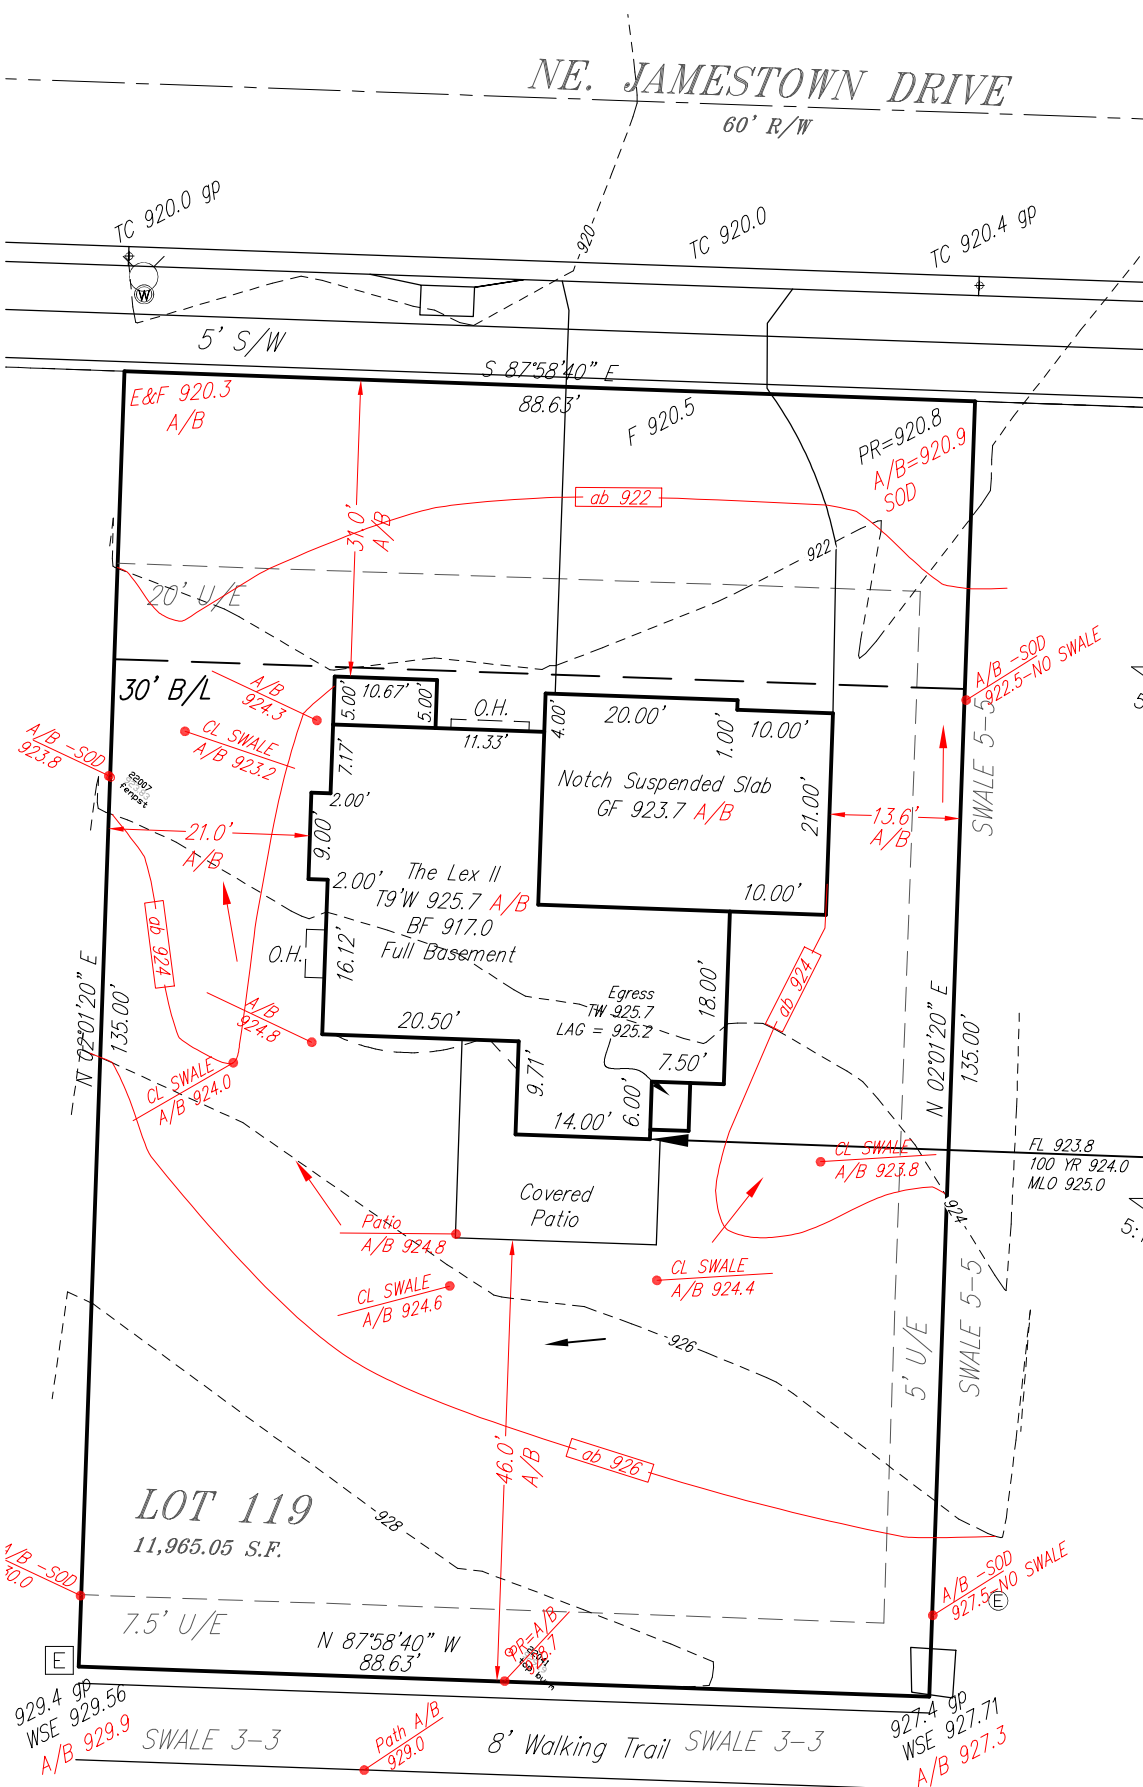 NE. JAMESTOWN DRIVE
60' R/W
TC 920.0 gp
920
TC 920.0
TC 920.4 gp
W
5' S/W
S 87°58'40" E
88.63'
E&F 920.3
A/B
F 920.5
PR=920.8
A/B=920.9
SOD
ab 922
31.0'
A/B
922
20' U/E
30' B/L
A/B
924.3
10.67'
5.00'
5.00'
O.H.
11.33'
4.00'
20.00'
1.00'
10.00'
A/B -SOD
922.5-NO SWALE
SWALE 5-5
A/B -SOD
923.8
CL SWALE
A/B 923.2
22007
fenpst
7.17'
2.00'
Notch Suspended Slab
GF 923.7 A/B
21.00'
13.6'
A/B
21.0'
A/B
9.00'
2.00'
The Lex II
T9'W 925.7 A/B
BF 917.0
Full Basement
10.00'
ab 924
O.H.
16.12'
ab 924
N 02°01'20" E
135.00'
A/B
924.8
20.50'
Egress
TW 925.7
LAG = 925.2
18.00'
7.50'
N 02°01'20" E
135.00'
CL SWALE
A/B 924.0
9.71'
14.00'
6.00'
CL SWALE
A/B 923.8
FL 923.8
100 YR 924.0
MLO 925.0
924
Covered
Patio
Patio
A/B 924.8
CL SWALE
A/B 924.6
CL SWALE
A/B 924.4
926
5' U/E
SWALE 5-5
46.0'
A/B
ab 926
LOT 119
11,965.05 S.F.
928
A/B -SOD
30.0
A/B -SOD
927.5-NO SWALE
E
7.5' U/E
N 87°58'40" W
88.63'
PR=A/B
E
929.4 gp
WSE 929.56
A/B 929.9
SWALE 3-3
Path A/B
929.0
8' Walking Trail
SWALE 3-3
927.4 gp
WSE 927.71
A/B 927.3